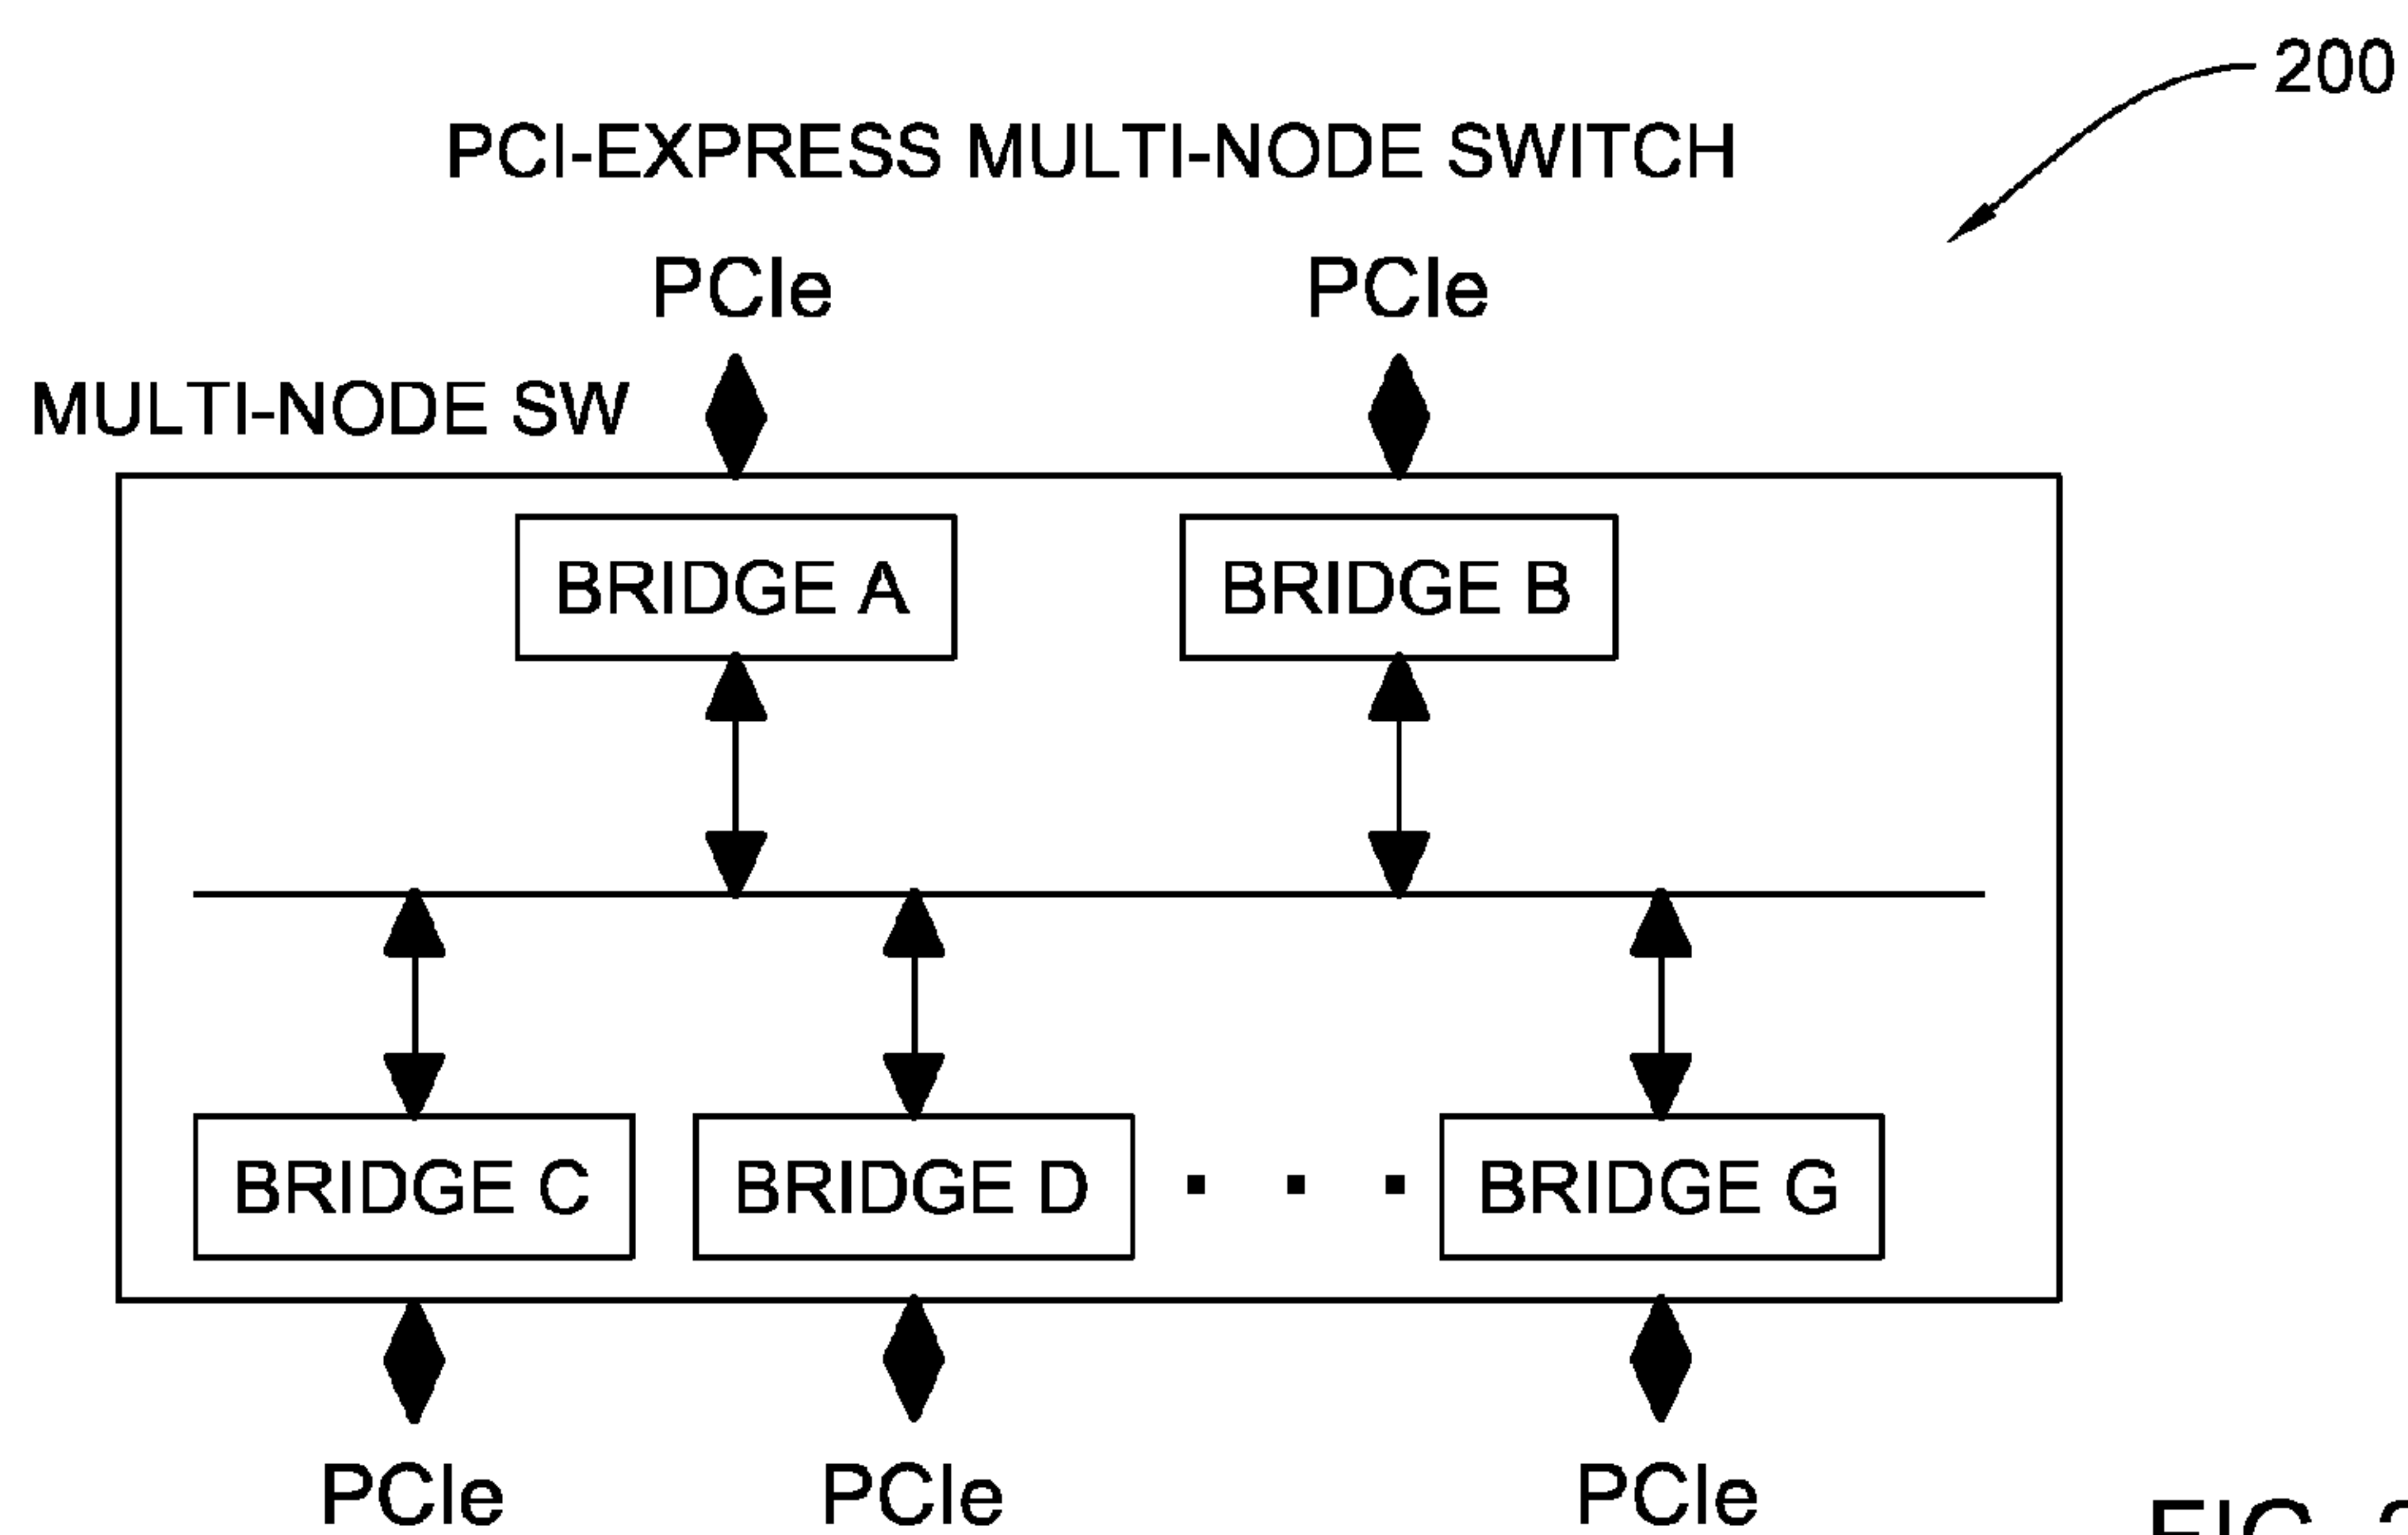 200
PCI-EXPRESS MULTI-NODE SWITCH
PCIe PCIe
MULTI-NODE SW
BRIDGE A BRIDGE B
BRIDGE C BRIDGE D . . . BRIDGE G
PCIe PCIe PCIe
FIG.